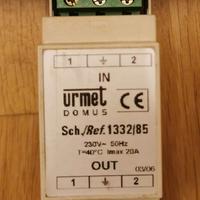 1 ⏚ 2
IN
urmet
DOMUS
CE
Sch./Ref. 1332/85
230V~ 50Hz
T=40°C Imax 20A
OUT
03/06
1 ⏚ 2